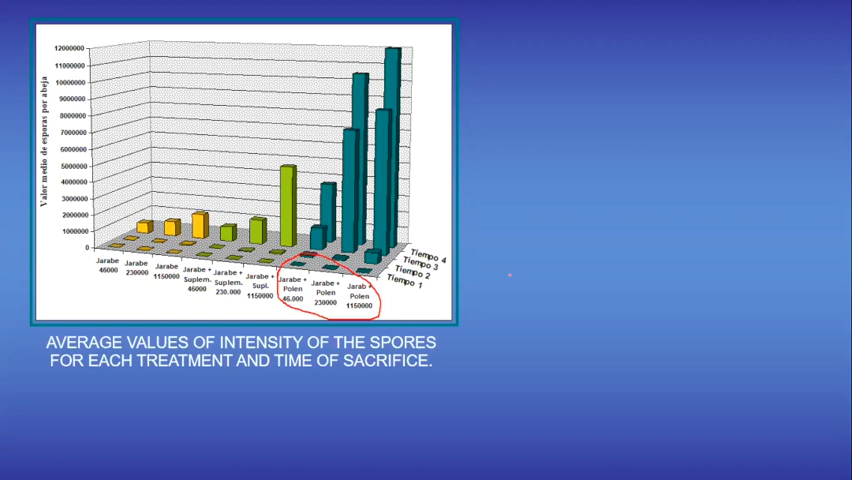 Valor medio de esporas por abeja
12000000
11000000
10000000
9000000
8000000
7000000
6000000
5000000
4000000
3000000
2000000
1000000
0
Jarabe
46000
Jarabe
230000
Jarabe
1150000
Jarabe +
Suplem.
46000
Jarabe +
Suplem.
230.000
Jarabe +
Supl.
1150000
Jarabe +
Polen
46.000
Jarabe +
Polen
230000
Jarab +
Polen
1150000
Tiempo 4
Tiempo 3
Tiempo 2
Tiempo 1
AVERAGE VALUES OF INTENSITY OF THE SPORES
FOR EACH TREATMENT AND TIME OF SACRIFICE.